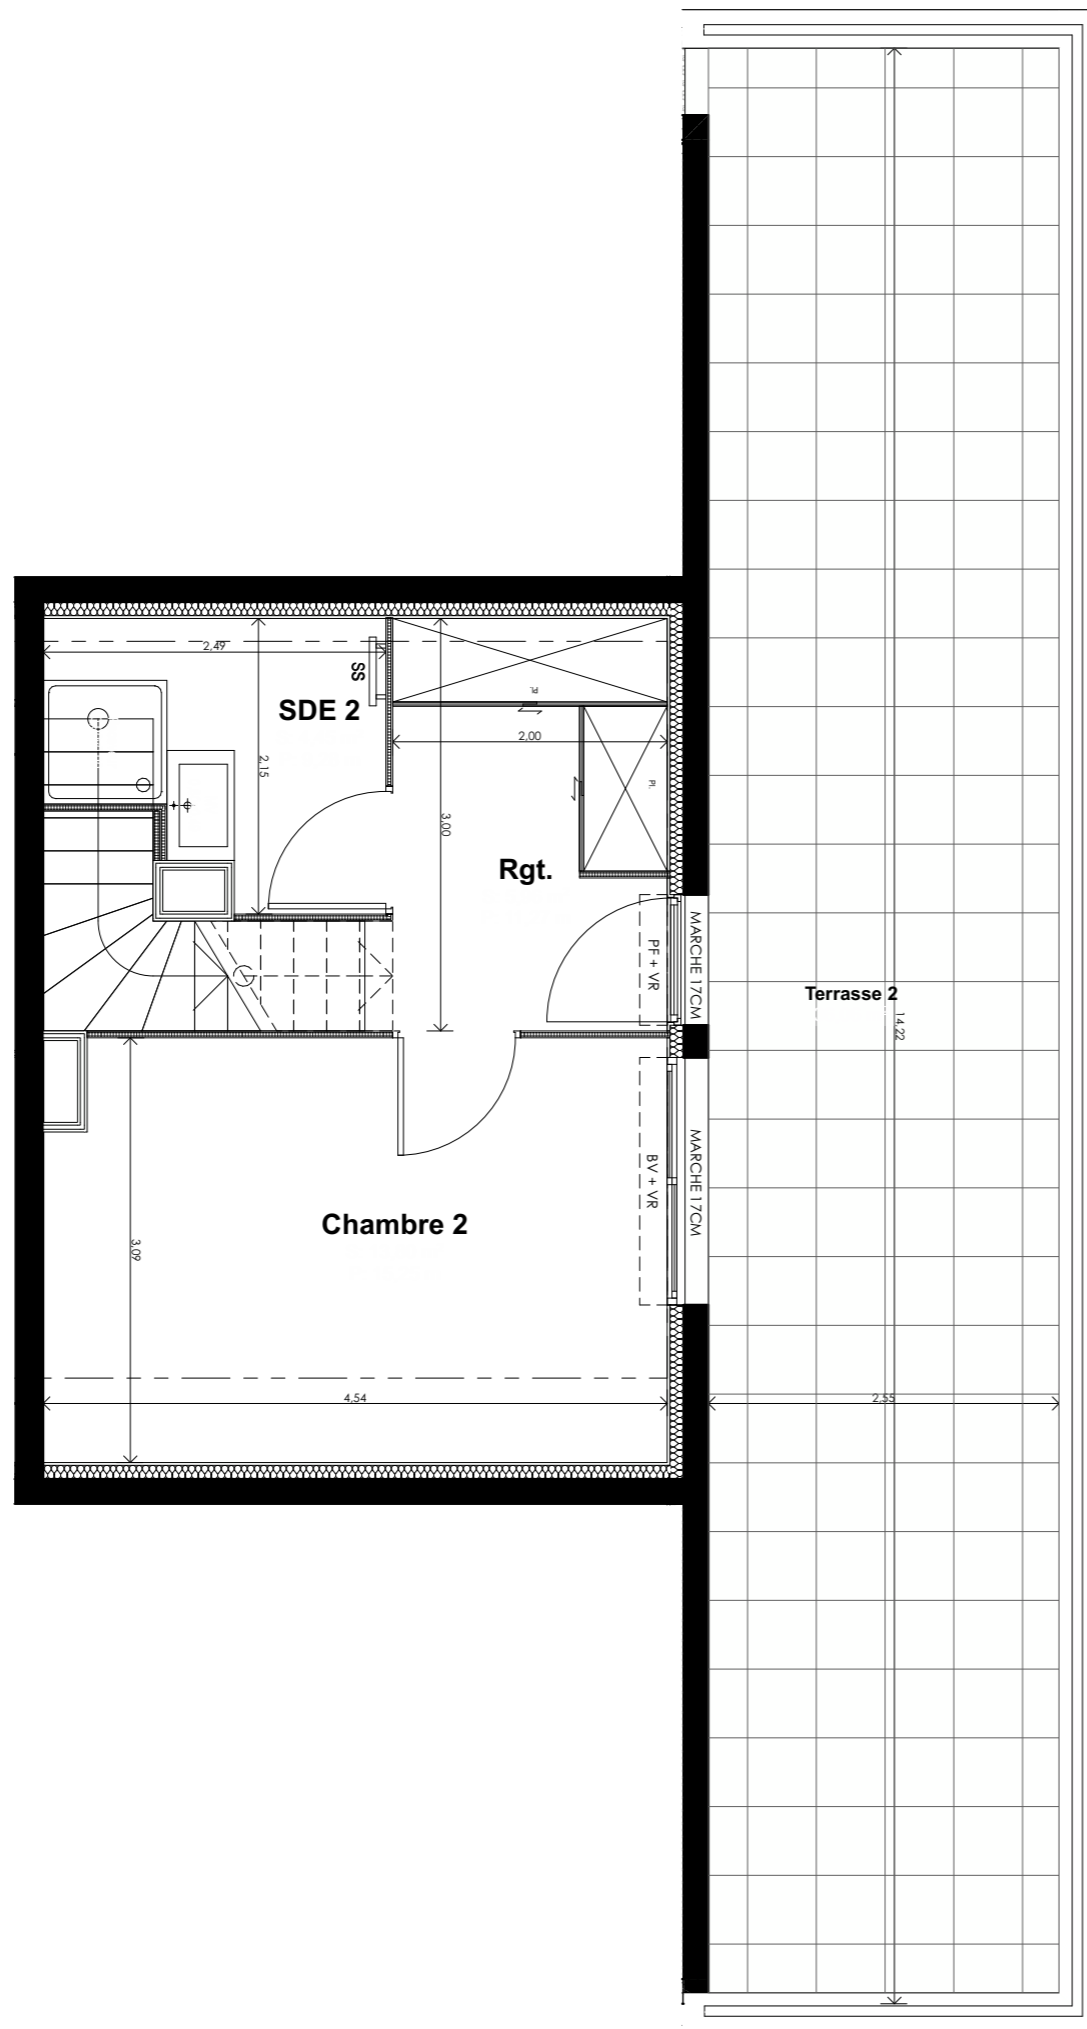 2,49
SS
SDE 2
2,15
Pl.
2,00
Pl.
3,00
Rgt.
PF + VR
MARCHE 17CM
Terrasse 2
14,22
BV + VR
MARCHE 17CM
Chambre 2
3,09
4,54
2,55